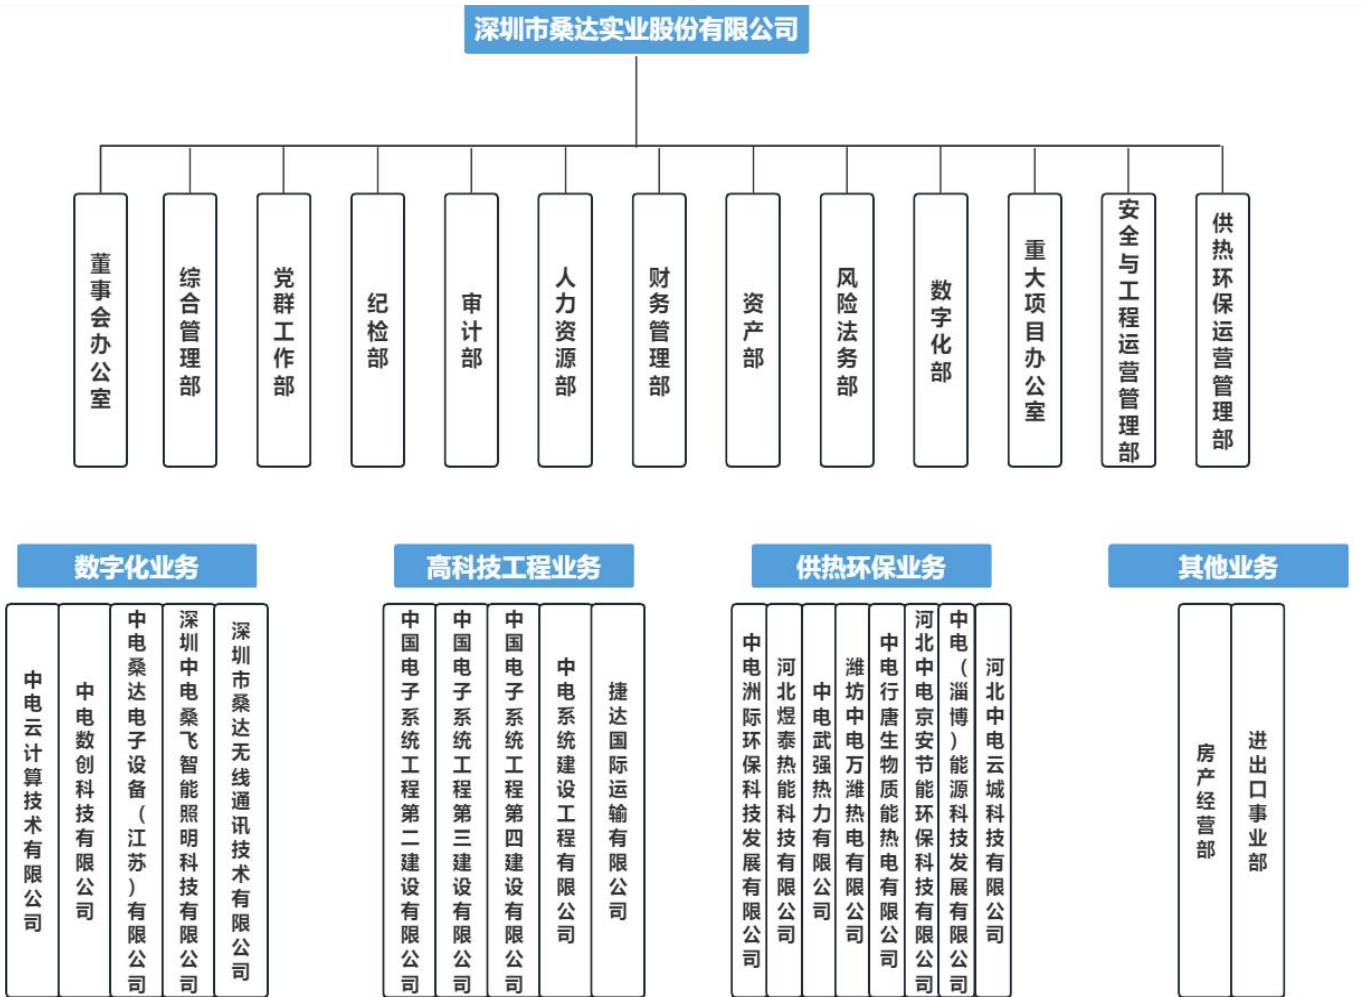 深圳市桑达实业股份有限公司
董事会办公室
综合管理部
党群工作部
纪检部
审计部
人力资源部
财务管理部
资产部
风险法务部
数字化部
重大项目办公室
安全与工程运营管理部
供热环保运营管理部
数字化业务
中电云计算技术有限公司
中电数创科技有限公司
中电桑达电子设备（江苏）有限公司
深圳中电桑飞智能照明科技有限公司
深圳市桑达无线通讯技术有限公司
高科技工程业务
中国电子系统工程第二建设有限公司
中国电子系统工程第三建设有限公司
中国电子系统工程第四建设有限公司
中电系统建设工程有限公司
捷达国际运输有限公司
供热环保业务
中电洲际环保科技发展有限公司
河北煜泰热能科技有限公司
中电武强热力有限公司
潍坊中电万潍热电有限公司
中电行唐生物质能热电有限公司
河北中电京安节能环保科技有限公司
中电（淄博）能源科技发展有限公司
河北中电云城科技有限公司
其他业务
房产经营部
进出口事业部